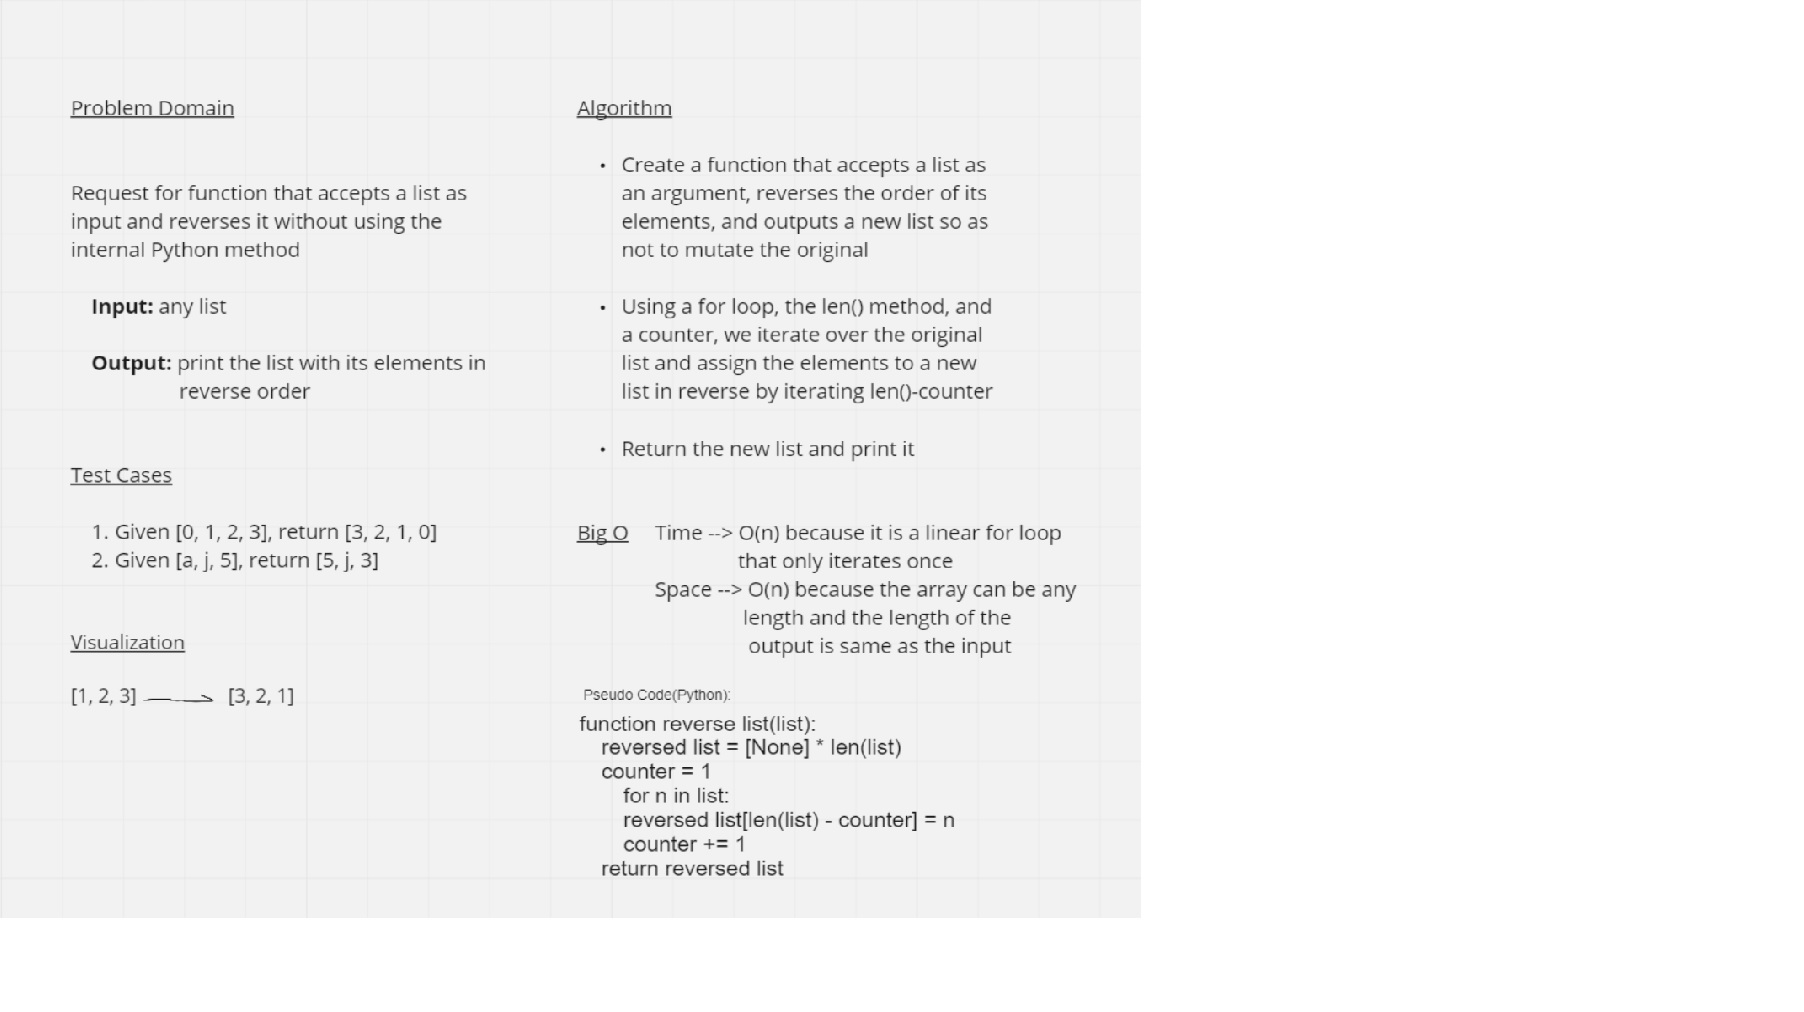 Problem Domain
Request for function that accepts a list as
input and reverses it without using the
internal Python method
Input: any list
Output: print the list with its elements in
reverse order
Test Cases
1. Given [0, 1, 2, 3], return [3, 2, 1, 0]
2. Given [a, j, 5], return [5, j, 3]
Visualization
[1, 2, 3] [3, 2, 1]
Algorithm
• Create a function that accepts a list as
an argument, reverses the order of its
elements, and outputs a new list so as
not to mutate the original
• Using a for loop, the len() method, and
a counter, we iterate over the original
list and assign the elements to a new
list in reverse by iterating len()-counter
• Return the new list and print it
Big O Time --> O(n) because it is a linear for loop
that only iterates once
Space --> O(n) because the array can be any
length and the length of the
output is same as the input
Pseudo Code(Python):
function reverse list(list):
reversed list = [None] * len(list)
counter = 1
for n in list:
reversed list[len(list) - counter] = n
counter += 1
return reversed list